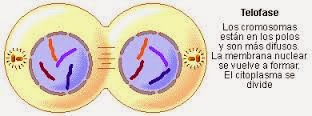 Telofase
Los cromosomas
están en los polos
y son más difusos.
La membrana nuclear
se vuelve a formar.
El citoplasma se
divide